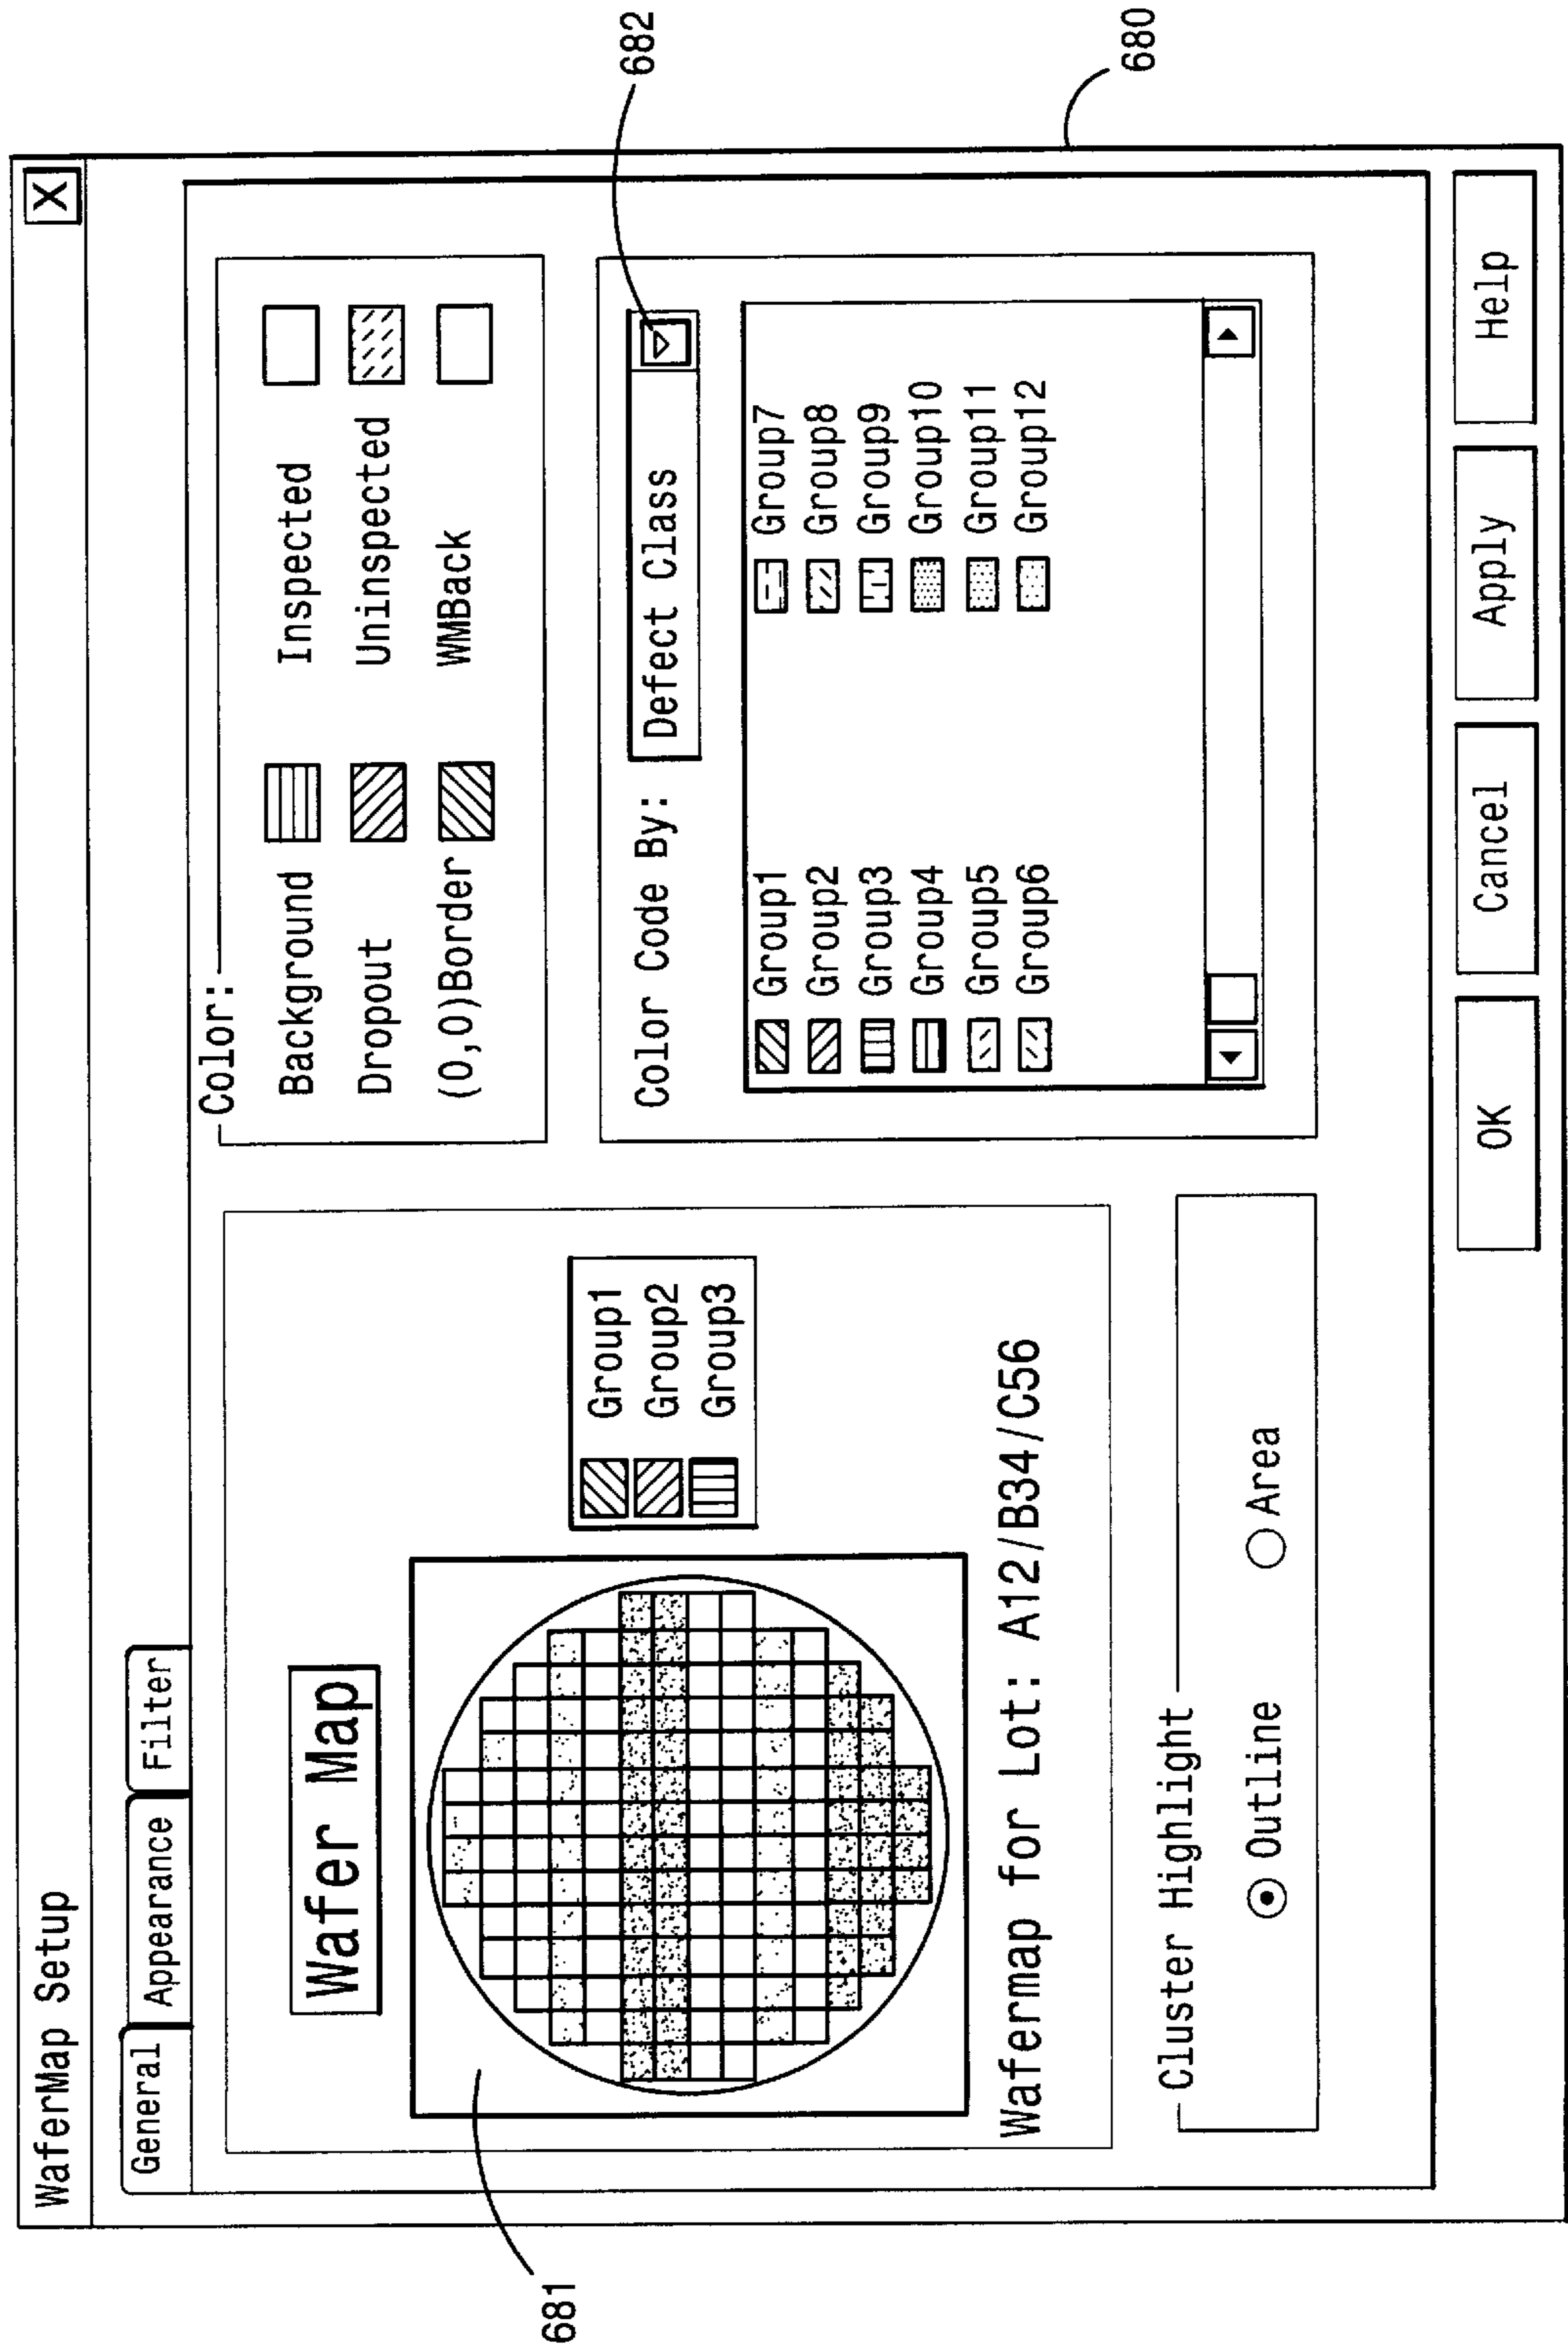 WaferMap Setup
X
General
Appearance
Filter
Wafer Map
Group1
Group2
Group3
Wafermap for Lot: A12/B34/C56
Cluster Highlight
Outline
Area
Color:
Background
Inspected
Dropout
Uninspected
(0,0)Border
WMBack
Color Code By: Defect Class
Group1
Group7
Group2
Group8
Group3
Group9
Group4
Group10
Group5
Group11
Group6
Group12
OK
Cancel
Apply
Help
681
682
680